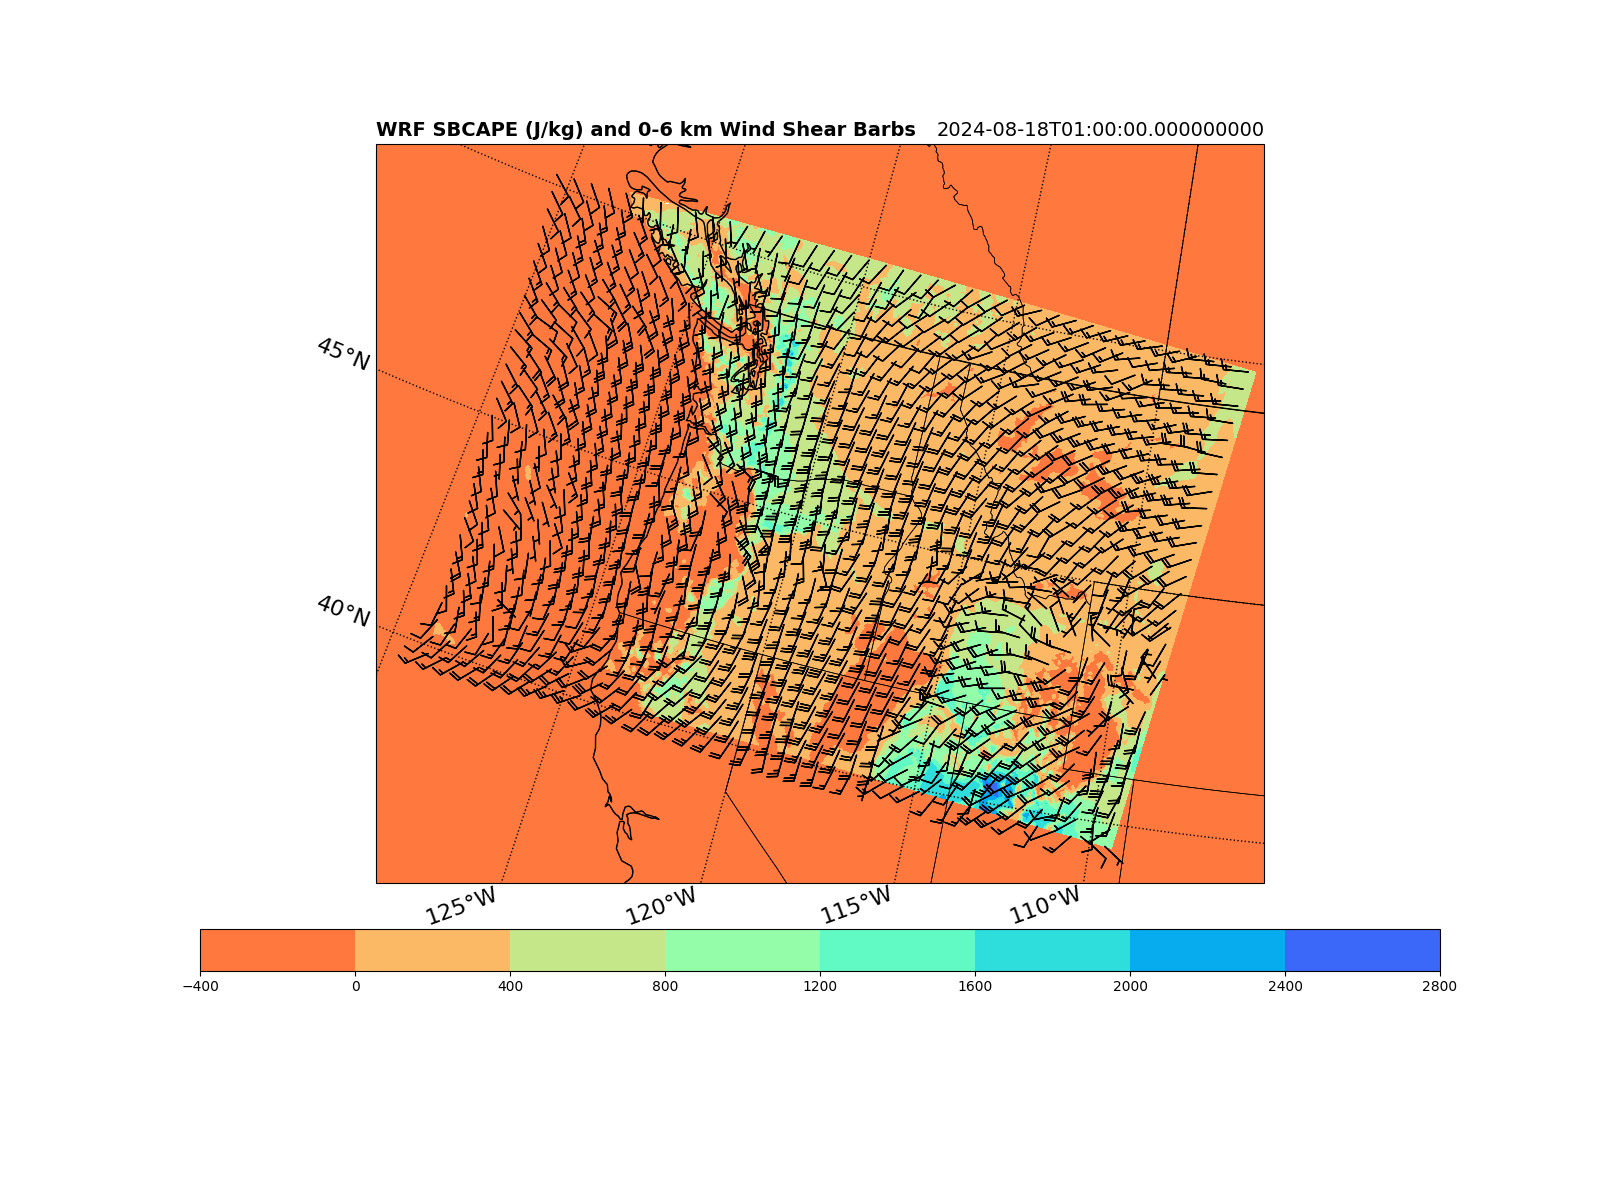 WRF SBCAPE (J/kg) and 0-6 km Wind Shear Barbs 2024-08-18T01:00:00.000000000
45°N
40°N
125°W 120°W 115°W 110°W
−400 0 400 800 1200 1600 2000 2400 2800